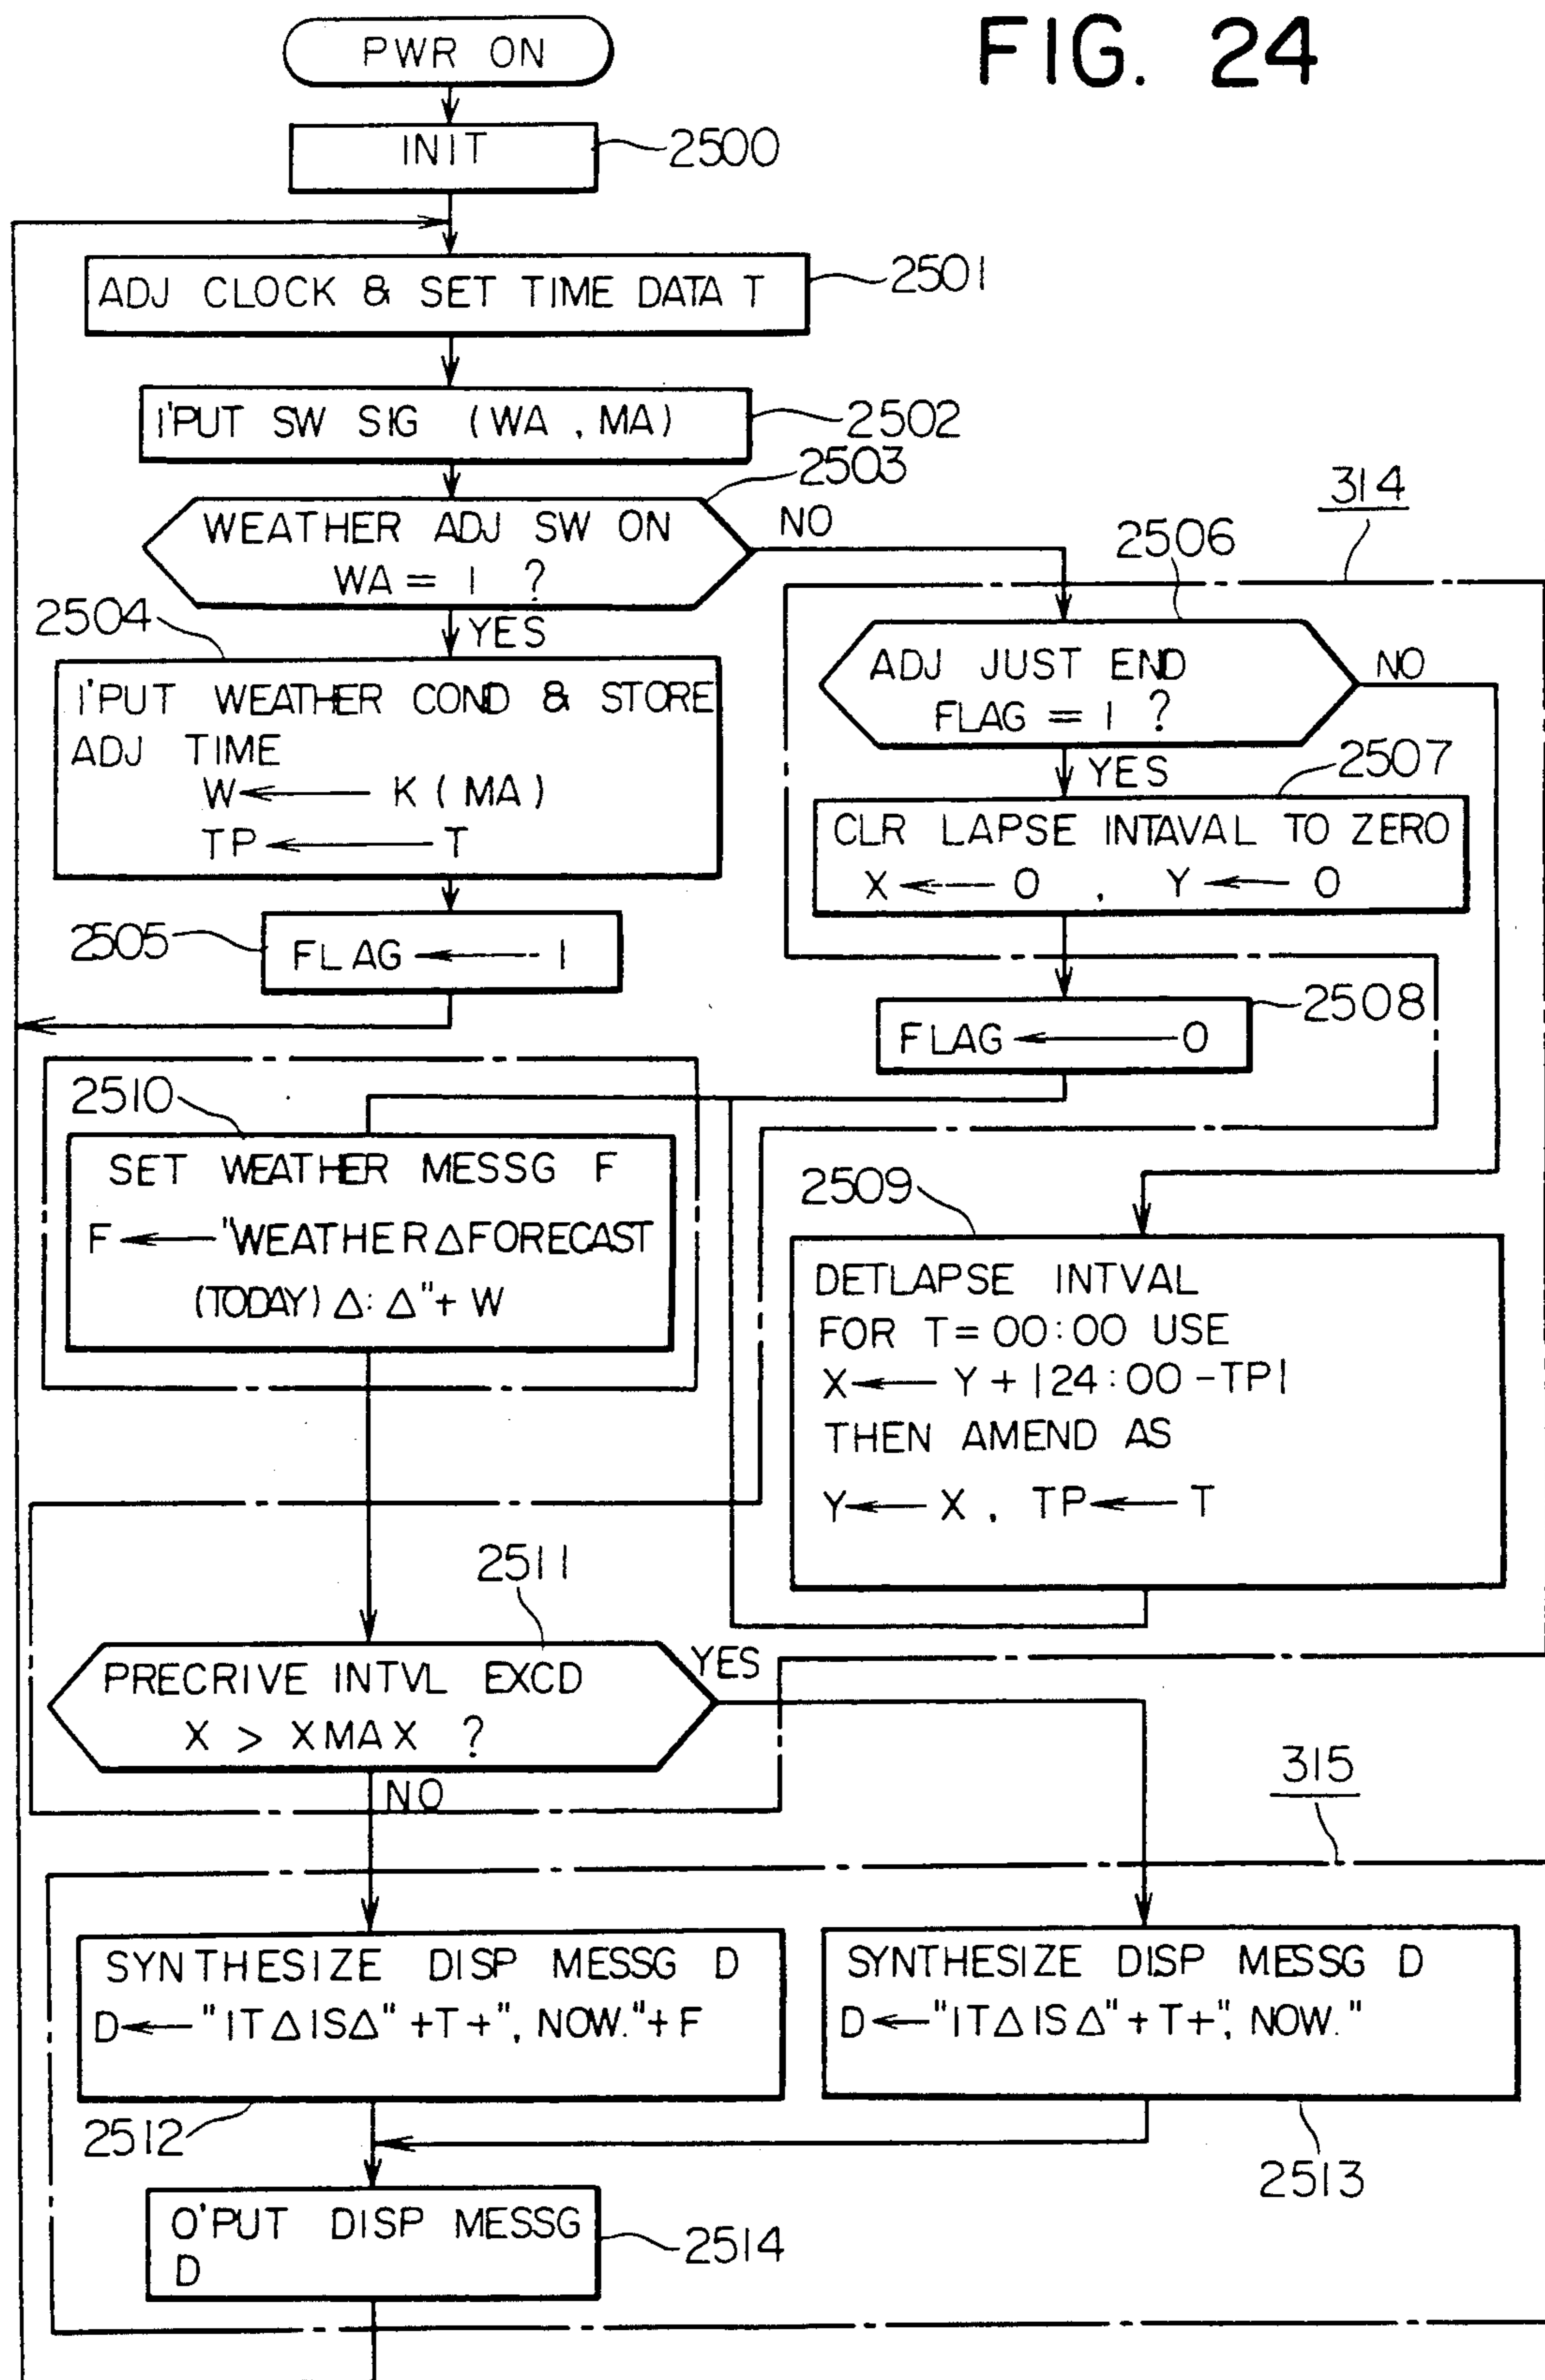 FIG. 24
PWR ON
INIT
2500
ADJ CLOCK & SET TIME DATA T
2501
I'PUT SW SIG (WA , MA)
2502
2503
WEATHER ADJ SW ON
WA = 1 ?
NO
YES
314
2506
ADJ JUST END
FLAG = 1 ?
NO
YES
2504
I'PUT WEATHER COND & STORE
ADJ TIME
W ← K (MA)
TP ← T
2507
CLR LAPSE INTAVAL TO ZERO
X ← 0 , Y ← 0
2505
FLAG ← 1
2508
FLAG ← 0
2510
SET WEATHER MESSG F
F ← "WEATHER△FORECAST
(TODAY) △: △" + W
2509
DETLAPSE INTVAL
FOR T = 00:00 USE
X ← Y + |24:00 - TP|
THEN AMEND AS
Y ← X , TP ← T
2511
PRECRIVE INTVL EXCD
X > XMAX ?
YES
NO
315
SYNTHESIZE DISP MESSG D
D ← "IT△IS△" + T + ", NOW." + F
2512
SYNTHESIZE DISP MESSG D
D ← "IT△IS△" + T + ", NOW."
2513
O'PUT DISP MESSG
D
2514